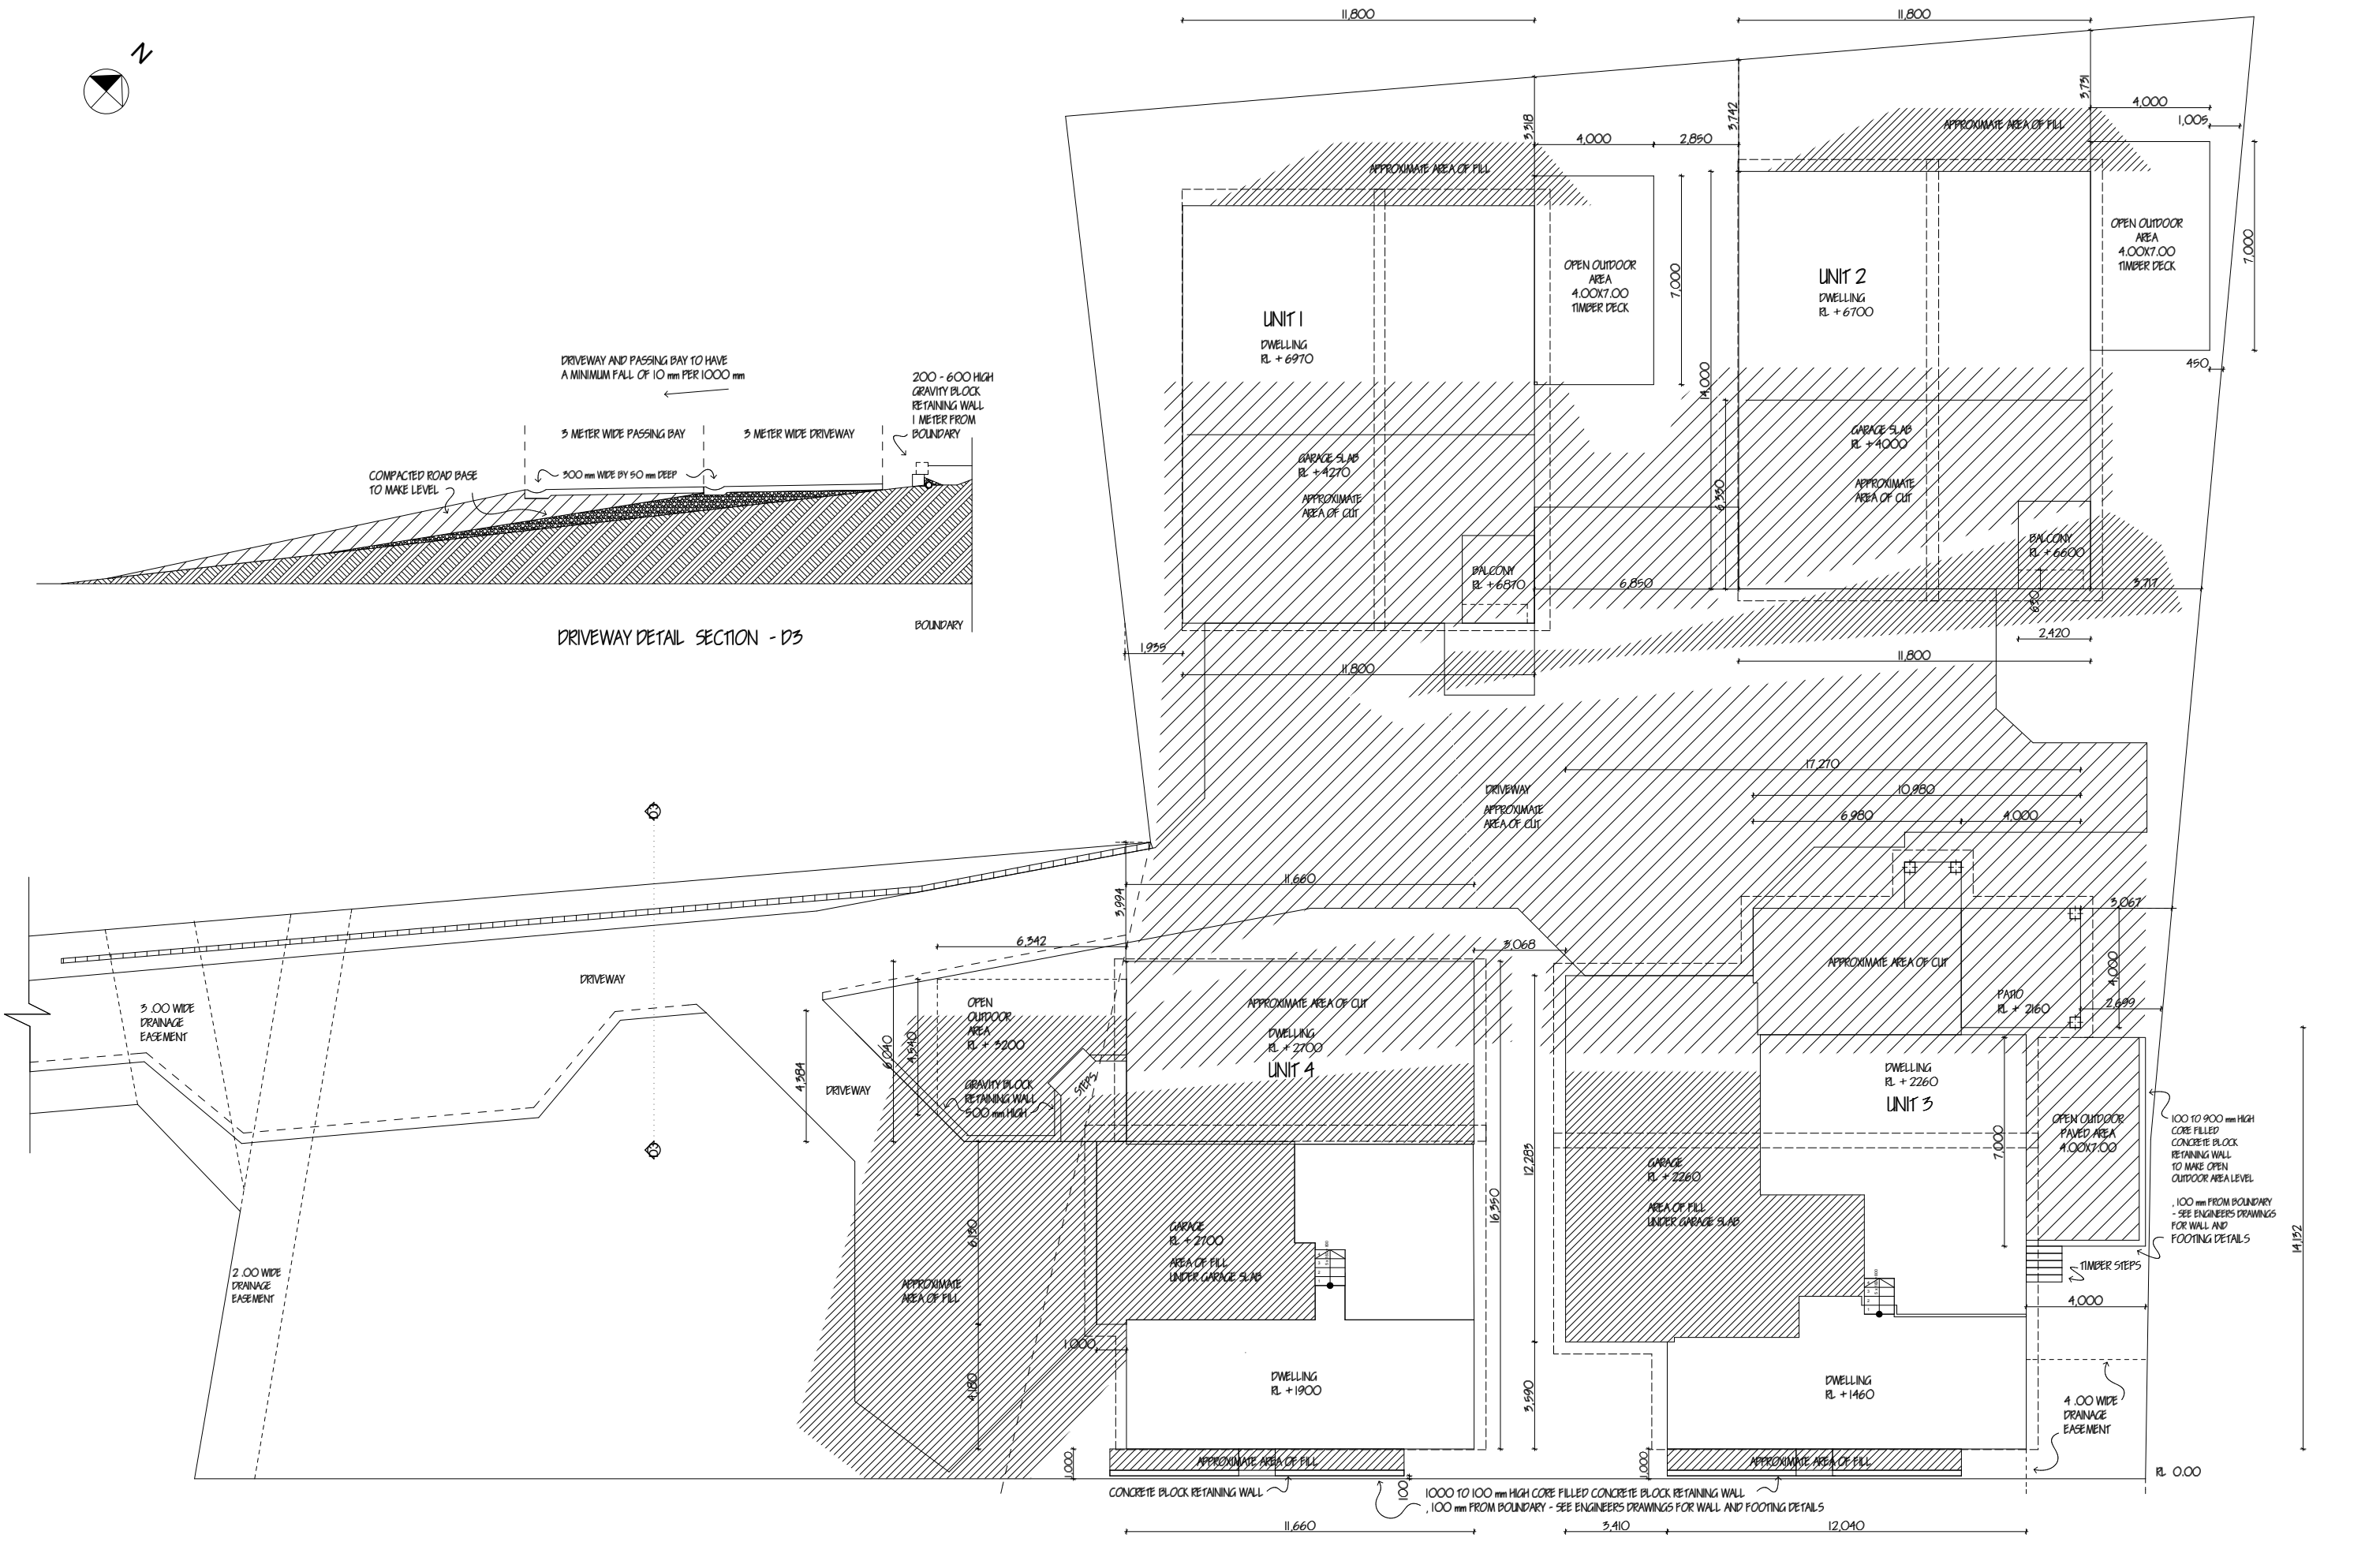 N
11,800
11,800
3,318
3,742
3,731
4,000
1,005
4,000
2,850
APPROXIMATE AREA OF FILL
APPROXIMATE AREA OF FILL
OPEN OUTDOOR
AREA
4.00X7.00
TIMBER DECK
7,000
OPEN OUTDOOR
AREA
4.00X7.00
TIMBER DECK
7,000
UNIT 1
DWELLING
RL + 6970
UNIT 2
DWELLING
RL + 6700
450
14,000
6,330
GARAGE SLAB
RL + 4270
APPROXIMATE
AREA OF CUT
GARAGE SLAB
RL + 4000
APPROXIMATE
AREA OF CUT
BALCONY
RL + 6870
BALCONY
RL + 6600
6,850
3,717
630
2,420
1,935
11,800
11,800
DRIVEWAY AND PASSING BAY TO HAVE
A MINIMUM FALL OF 10 mm PER 1000 mm
200 - 600 HIGH
GRAVITY BLOCK
RETAINING WALL
1 METER FROM
BOUNDARY
3 METER WIDE PASSING BAY
3 METER WIDE DRIVEWAY
COMPACTED ROAD BASE
TO MAKE LEVEL
300 mm WIDE BY 50 mm DEEP
BOUNDARY
DRIVEWAY DETAIL SECTION - D3
17,270
10,980
6,980
4,000
DRIVEWAY
APPROXIMATE
AREA OF CUT
D3
D3
11,660
3,994
6,342
3,068
3,067
4,000
2,699
DRIVEWAY
3 .00 WIDE
DRAINAGE
EASEMENT
2 .00 WIDE
DRAINAGE
EASEMENT
DRIVEWAY
4,384
6,040
4,540
OPEN
OUTDOOR
AREA
RL + 3200
GRAVITY BLOCK
RETAINING WALL
500 mm HIGH
STEPS
APPROXIMATE AREA OF CUT
DWELLING
RL + 2700
UNIT 4
APPROXIMATE AREA OF CUT
PATIO
RL + 2160
DWELLING
RL + 2260
UNIT 3
7,000
OPEN OUTDOOR
PAVED AREA
4.00X7.00
100 TO 900 mm HIGH
CORE FILLED
CONCRETE BLOCK
RETAINING WALL
TO MAKE OPEN
OUTDOOR AREA LEVEL
, 100 mm FROM BOUNDARY
- SEE ENGINEERS DRAWINGS
FOR WALL AND
FOOTING DETAILS
TIMBER STEPS
4,000
14,132
12,283
16,350
3,590
GARAGE
RL + 2260
AREA OF FILL
UNDER GARAGE SLAB
GARAGE
RL + 2700
AREA OF FILL
UNDER GARAGE SLAB
6,130
4,180
APPROXIMATE
AREA OF FILL
1,000
DWELLING
RL + 1900
DWELLING
RL + 1460
4 .00 WIDE
DRAINAGE
EASEMENT
1,000
APPROXIMATE AREA OF FILL
1,000
APPROXIMATE AREA OF FILL
RL 0.00
CONCRETE BLOCK RETAINING WALL
100
1000 TO 100 mm HIGH CORE FILLED CONCRETE BLOCK RETAINING WALL
, 100 mm FROM BOUNDARY - SEE ENGINEERS DRAWINGS FOR WALL AND FOOTING DETAILS
11,660
3,410
12,040